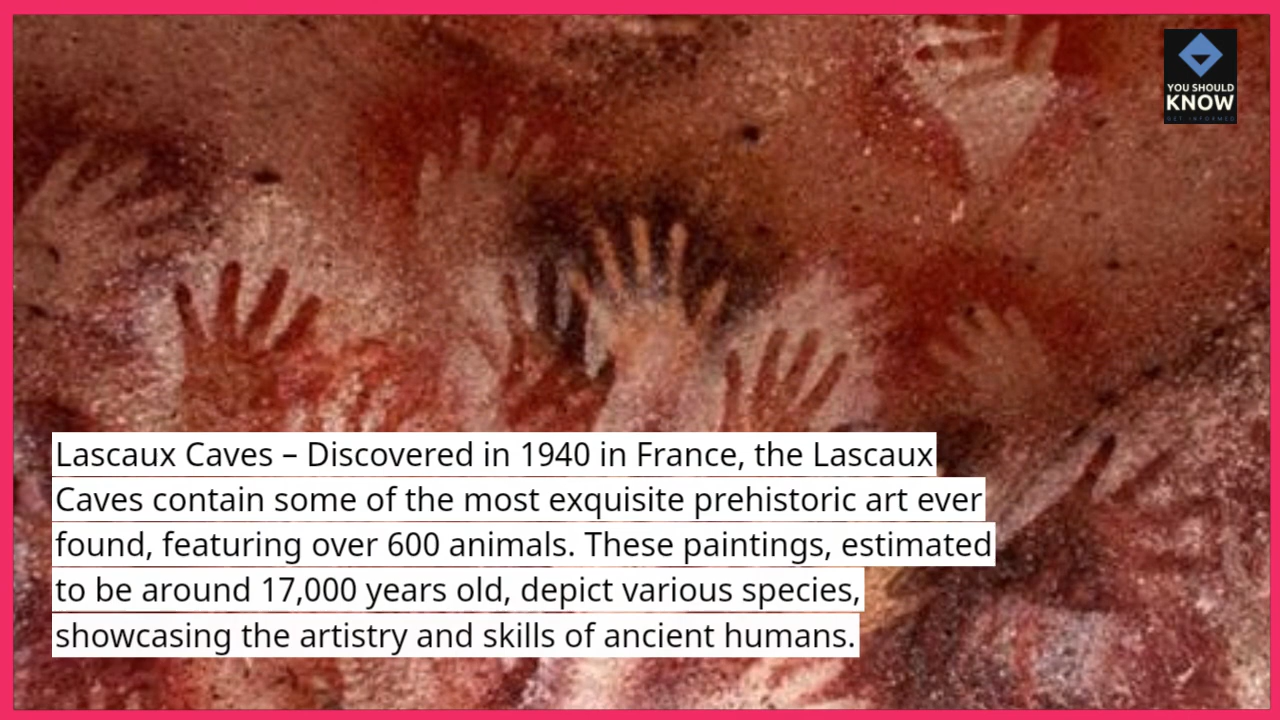 YOU SHOULD
KNOW
GET INFORMED
Lascaux Caves – Discovered in 1940 in France, the Lascaux
Caves contain some of the most exquisite prehistoric art ever
found, featuring over 600 animals. These paintings, estimated
to be around 17,000 years old, depict various species,
showcasing the artistry and skills of ancient humans.